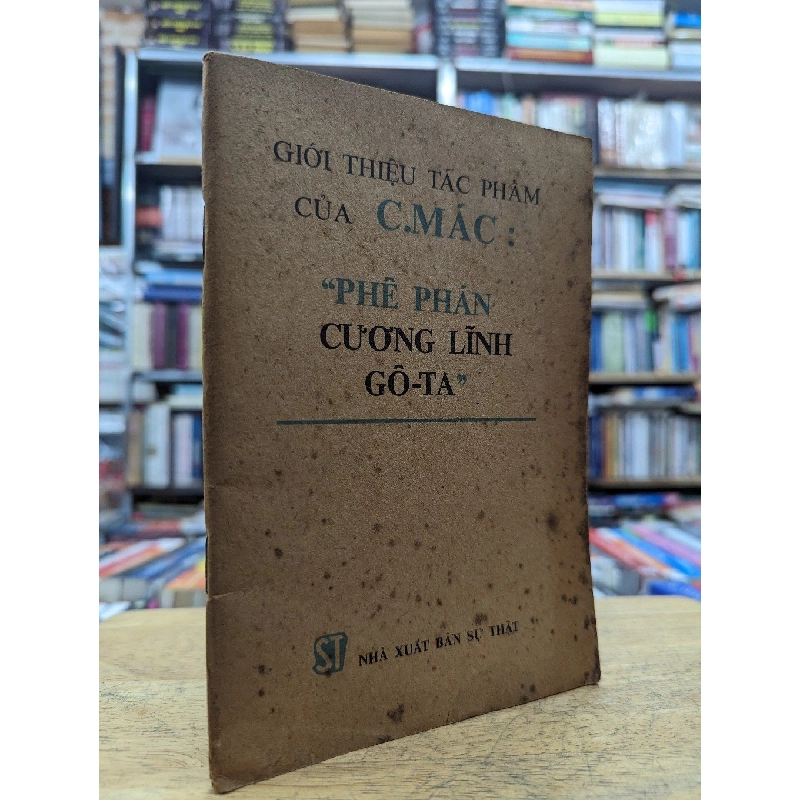 GIỚI THIỆU TÁC PHẨM
CỦA C.MÁC :
“PHÊ PHÁN
CƯƠNG LĨNH
GÔ-TA”
ST NHÀ XUẤT BẢN SỰ THẬT